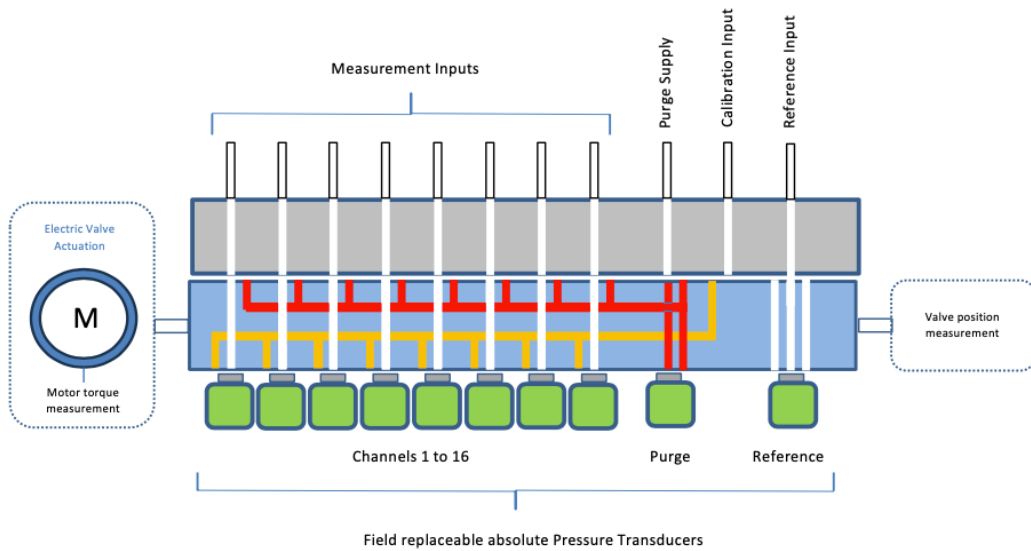 Measurement Inputs
Purge Supply
Calibration Input
Reference Input
Electric Valve
Actuation
M
Motor torque
measurement
Valve position
measurement
Channels 1 to 16
Purge
Reference
Field replaceable absolute Pressure Transducers